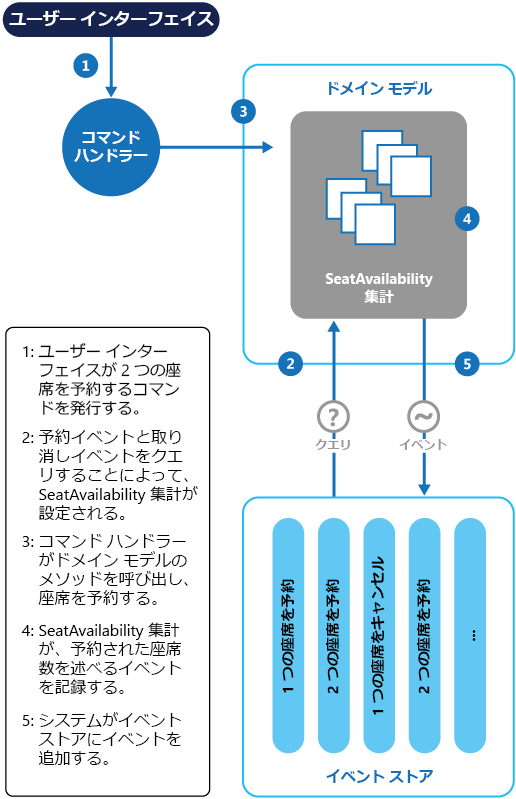 ユーザー インターフェイス
1
コマンド
ハンドラー
3
ドメイン モデル
4
SeatAvailability
集計
2
5
?
クエリ
~
イベント
1: ユーザー インター
フェイスが 2 つの座
席を予約するコマン
ドを発行する。
2: 予約イベントと取り
消しイベントをクエ
リすることによって、
SeatAvailability 集計が
設定される。
3: コマンド ハンドラー
がドメイン モデルの
メソッドを呼び出し、
座席を予約する。
4: SeatAvailability 集計
が、予約された座席
数を述べるイベント
を記録する。
5: システムがイベント
ストアにイベントを
追加する。
1 つの座席を予約
2 つの座席を予約
1 つの座席をキャンセル
2 つの座席を予約
...
イベント ストア